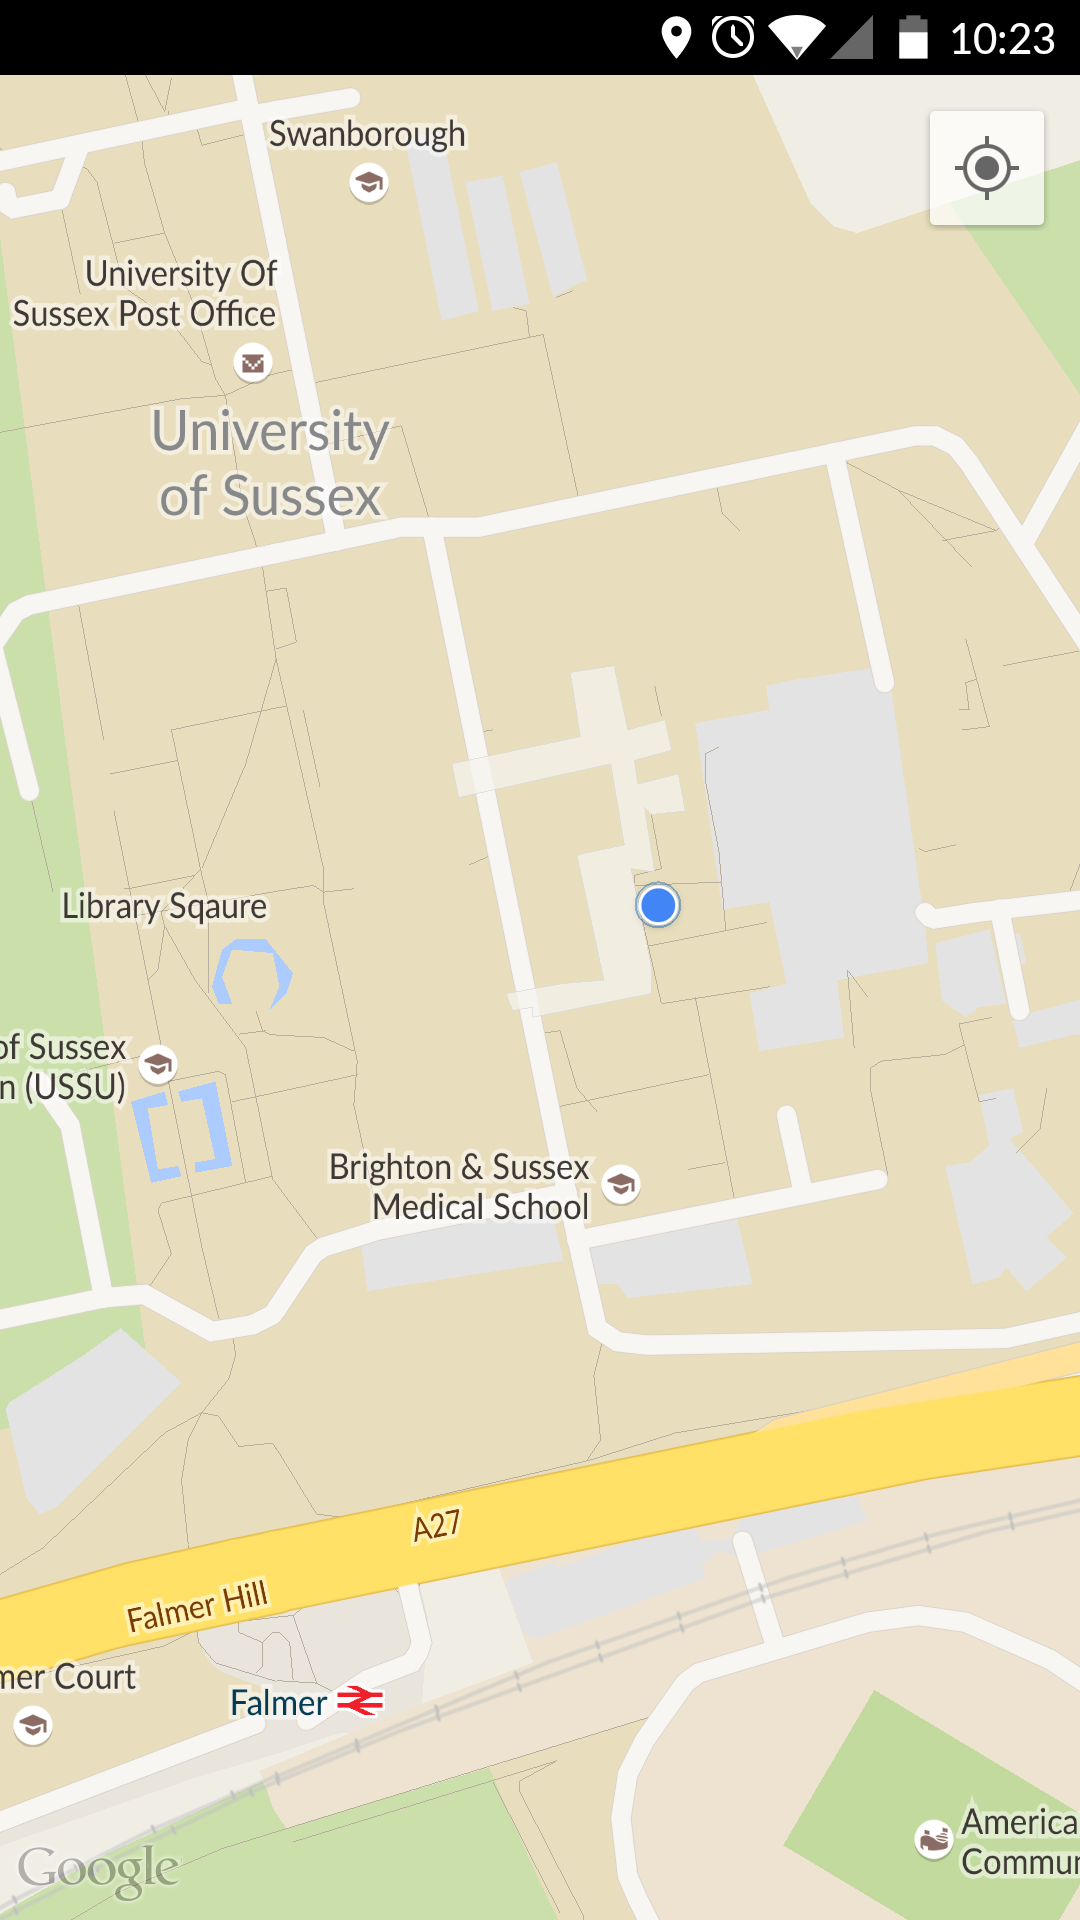 10:23
Swanborough
University Of
Sussex Post Office
University
of Sussex
Library Sqaure
of Sussex
n (USSU)
Brighton & Sussex
Medical School
A27
Falmer Hill
mer Court
Falmer
America
Commun
Google